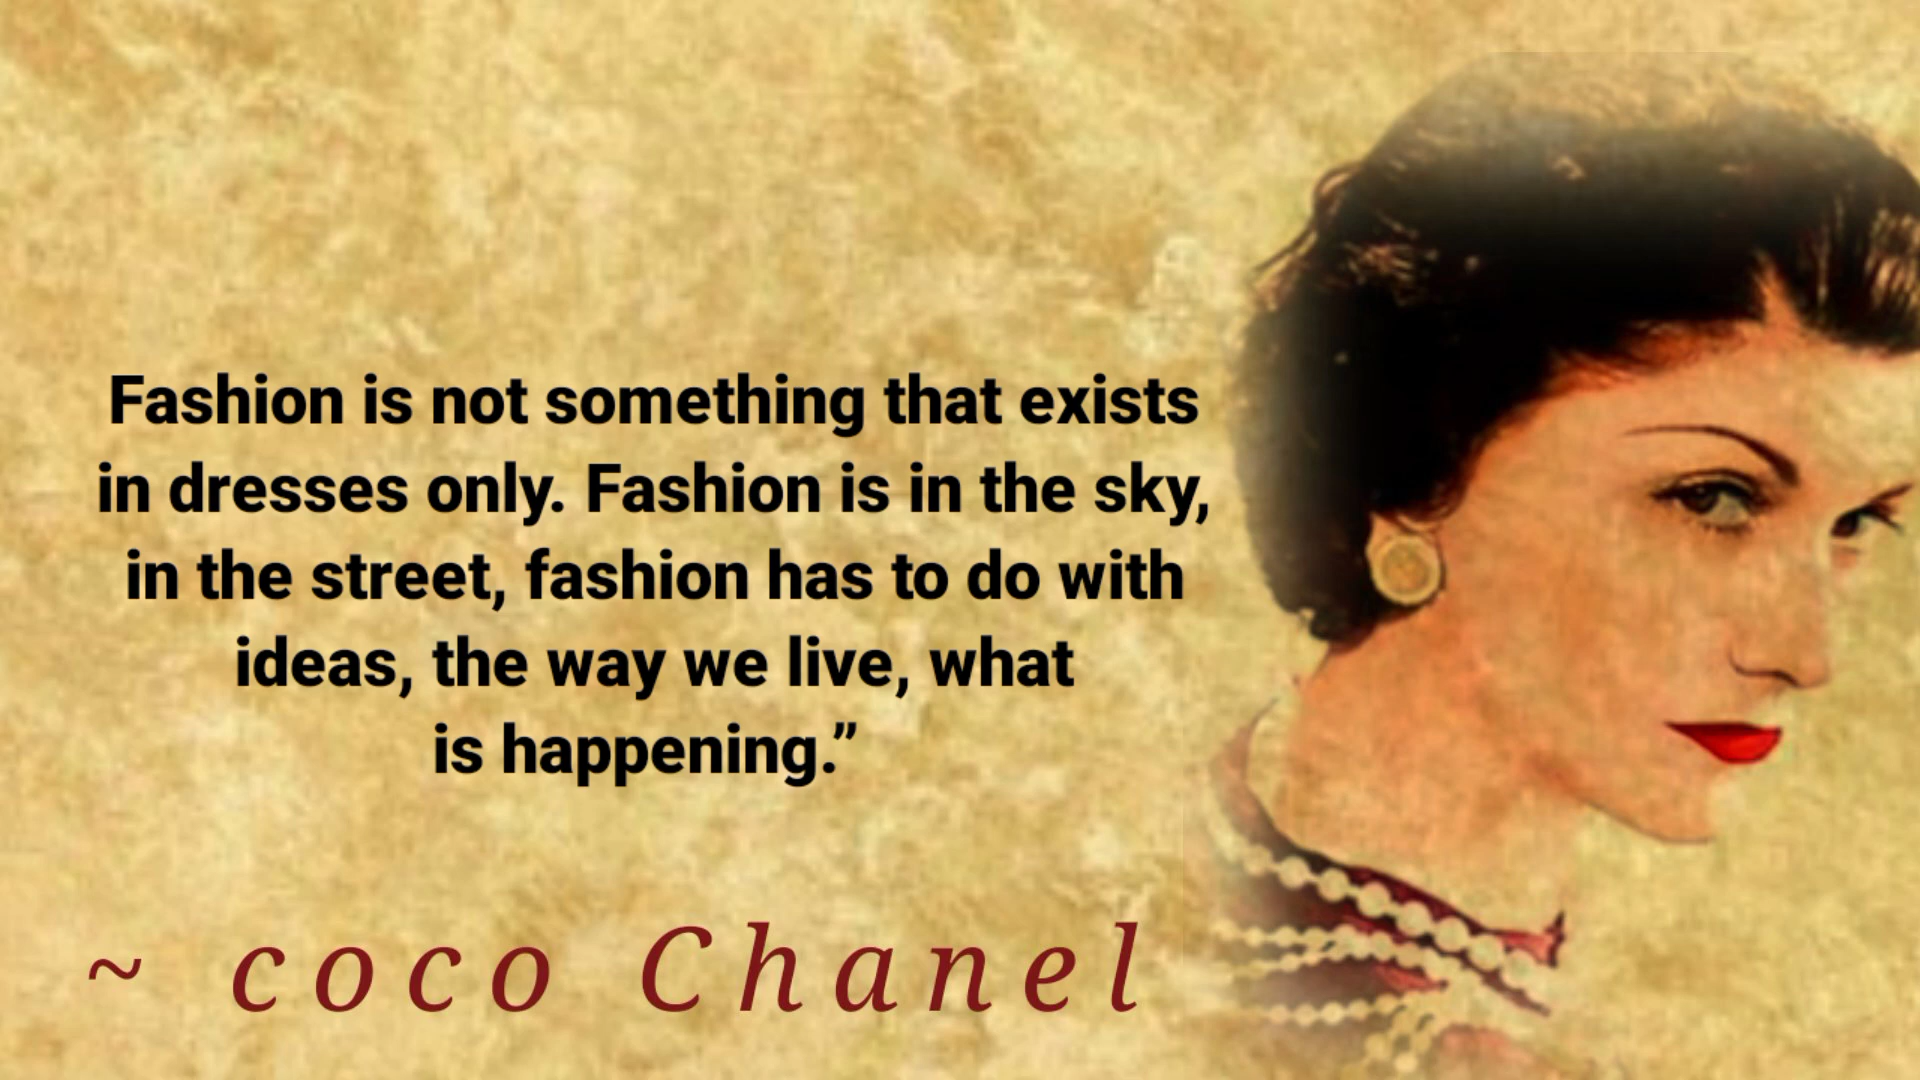 Fashion is not something that exists
in dresses only. Fashion is in the sky,
in the street, fashion has to do with
ideas, the way we live, what
is happening.”
~ coco Chanel